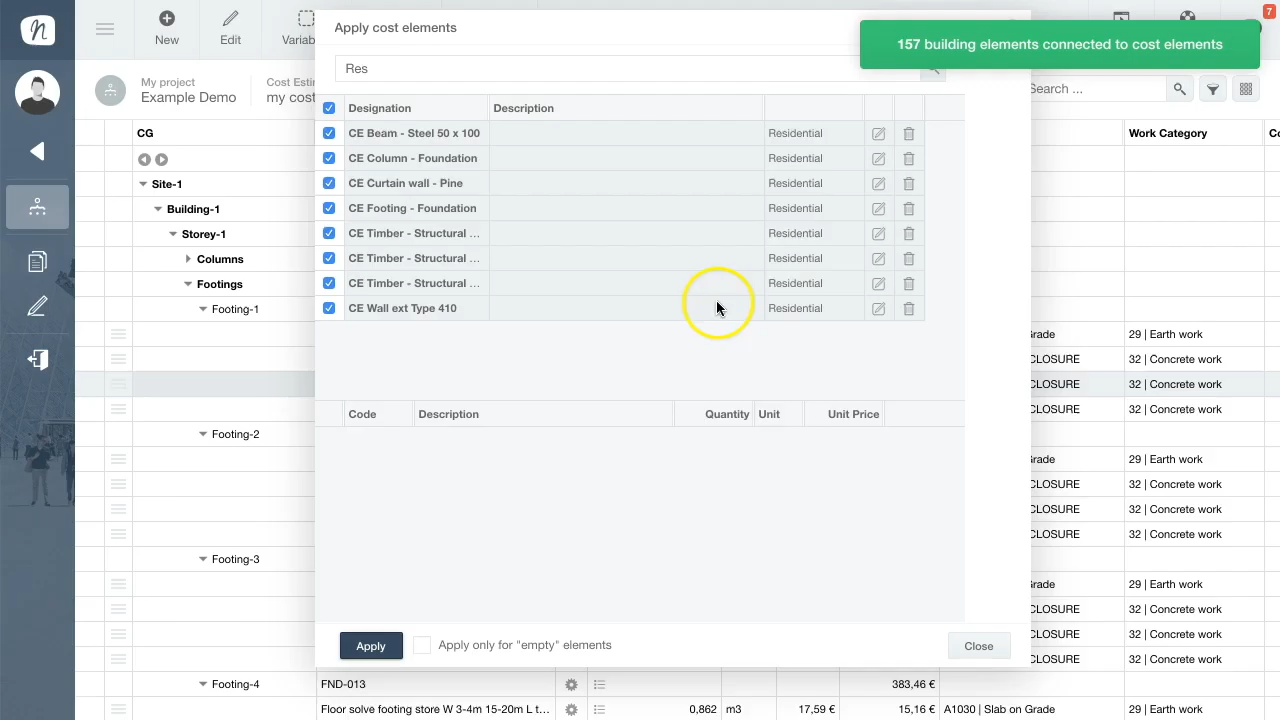 7
New
Edit
Variab
Apply cost elements
157 building elements connected to cost elements
Res
My project
Example Demo
Cost Esti
my cost
Search ...
Designation
Description
CE Beam - Steel 50 x 100
Residential
CE Column - Foundation
Residential
CE Curtain wall - Pine
Residential
CE Footing - Foundation
Residential
CE Timber - Structural ...
Residential
CE Timber - Structural ...
Residential
CE Timber - Structural ...
Residential
CE Wall ext Type 410
Residential
Code
Description
Quantity
Unit
Unit Price
Apply
Apply only for "empty" elements
Close
CG
Work Category
Co
Site-1
Building-1
Storey-1
Columns
Footings
Footing-1
Grade
29 | Earth work
CLOSURE
32 | Concrete work
CLOSURE
32 | Concrete work
CLOSURE
32 | Concrete work
Footing-2
Grade
29 | Earth work
CLOSURE
32 | Concrete work
CLOSURE
32 | Concrete work
CLOSURE
32 | Concrete work
Footing-3
Grade
29 | Earth work
CLOSURE
32 | Concrete work
CLOSURE
32 | Concrete work
CLOSURE
32 | Concrete work
Footing-4
FND-013
383,46 €
Floor solve footing store W 3-4m 15-20m L t...
0,862
m3
17,59 €
15,16 €
A1030 | Slab on Grade
29 | Earth work